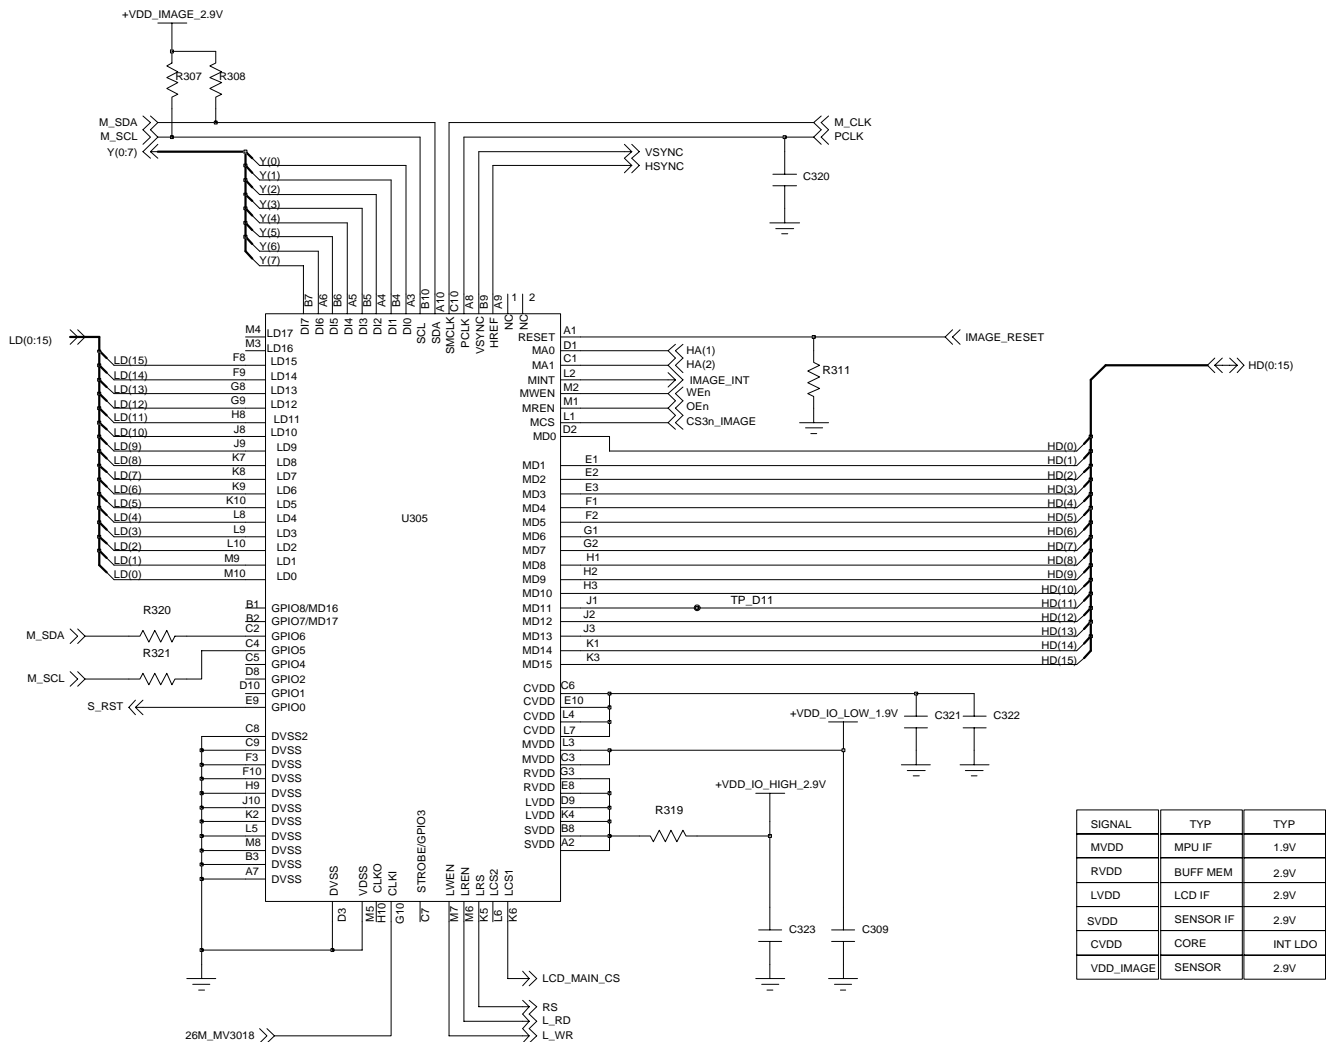 +VDD_IMAGE_2.9V
R307
R308
M_SDA
M_SCL
Y(0:7)
M_CLK
PCLK
VSYNC
HSYNC
C320
Y(0)
Y(1)
Y(2)
Y(3)
Y(4)
Y(5)
Y(6)
Y(7)
B7 A6 B6 A5 B5 A4 B4 A3 B10 A10 C10 A8 B9 A9 1 2
DI7 DI6 DI5 DI4 DI3 DI2 DI1 DI0 SCL SDA SMCLK PCLK VSYNC HREF NC NC
LD(0:15)
M4 LD17
M3 LD16
LD(15) F8 LD15
LD(14) F9 LD14
LD(13) G8 LD13
LD(12) G9 LD12
LD(11) H8 LD11
LD(10) J8 LD10
LD(9) J9 LD9
LD(8) K7 LD8
LD(7) K8 LD7
LD(6) K9 LD6
LD(5) K10 LD5
LD(4) L8 LD4
LD(3) L9 LD3
LD(2) L10 LD2
LD(1) M9 LD1
LD(0) M10 LD0
U305
RESET A1 IMAGE_RESET
MA0 D1 HA(1)
MA1 C1 HA(2)
MINT L2 IMAGE_INT
MWEN M2 WEn
MREN M1 OEn
MCS L1 CS3n_IMAGE
R311
HD(0:15)
MD0 D2 HD(0)
MD1 E1 HD(1)
MD2 E2 HD(2)
MD3 E3 HD(3)
MD4 F1 HD(4)
MD5 F2 HD(5)
MD6 G1 HD(6)
MD7 G2 HD(7)
MD8 H1 HD(8)
MD9 H2 HD(9)
MD10 H3 HD(10)
MD11 J1 TP_D11 HD(11)
MD12 J2 HD(12)
MD13 J3 HD(13)
MD14 K1 HD(14)
MD15 K3 HD(15)
B1 GPIO8/MD16
B2 GPIO7/MD17
M_SDA R320 C2 GPIO6
R321 C4 GPIO5
C5 GPIO4
M_SCL D8 GPIO2
D10 GPIO1
S_RST E9 GPIO0
C8 DVSS2
C9 DVSS
F3 DVSS
F10 DVSS
H9 DVSS
J10 DVSS
K2 DVSS
L5 DVSS
M8 DVSS
B3 DVSS
A7 DVSS
CVDD C6
CVDD E10
CVDD L4
CVDD L7
MVDD L3
MVDD C3
RVDD G3
RVDD E8
LVDD D9
LVDD K4
SVDD B8
SVDD A2
+VDD_IO_LOW_1.9V
C321
C322
+VDD_IO_HIGH_2.9V
R319
C323
C309
DVSS VDSS CLKO CLKI STROBE/GPIO3 LWEN LREN LRS LCS2 LCS1
D3 M5 H10 G10 C7 M7 M6 K5 L6 K6
LCD_MAIN_CS
RS
L_RD
L_WR
26M_MV3018
SIGNAL TYP TYP
MVDD MPU IF 1.9V
RVDD BUFF MEM 2.9V
LVDD LCD IF 2.9V
SVDD SENSOR IF 2.9V
CVDD CORE INT LDO
VDD_IMAGE SENSOR 2.9V